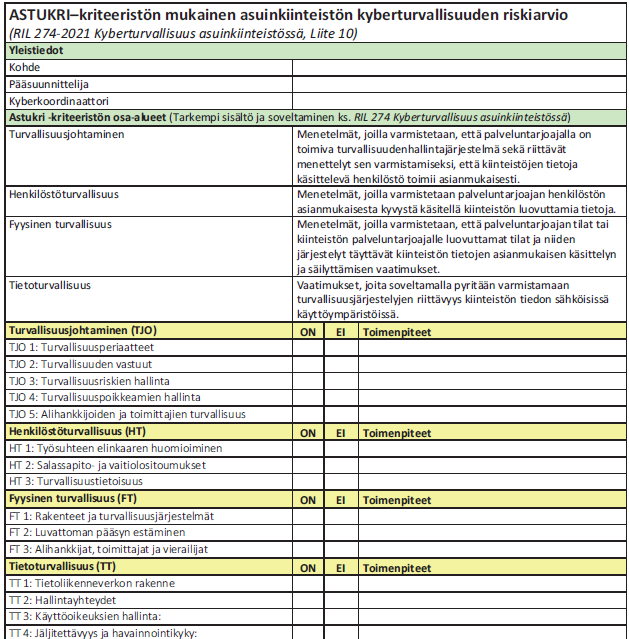 ASTUKRI–kriteeristön mukainen asuinkiinteistön kyberturvallisuuden riskiarvio
(RIL 274-2021 Kyberturvallisuus asuinkiinteistössä, Liite 10)
Yleistiedot
Kohde
Pääsuunnittelija
Kyberkoordinaattori
Astukri -kriteeristön osa-alueet (Tarkempi sisältö ja soveltaminen ks. RIL 274 Kyberturvallisuus asuinkiinteistössä)
Turvallisuusjohtaminen
Menetelmät, joilla varmistetaan, että palveluntarjoajalla on
toimiva turvallisuudenhallintajärjestelmä sekä riittävät
menettelyt sen varmistamiseksi, että kiinteistöjen tietoja
käsittelevä henkilöstö toimii asianmukaisesti.
Henkilöstöturvallisuus
Menetelmät, joilla varmistetaan palveluntarjoajan henkilöstön
asianmukaisesta kyvystä käsitellä kiinteistön luovuttamia tietoja.
Fyysinen turvallisuus
Menetelmät, joilla varmistetaan, että palveluntarjoajan tilat tai
kiinteistön palveluntarjoajalle luovuttamat tilat ja niiden
järjestelyt täyttävät kiinteistön tietojen asianmukaisen käsittelyn
ja säilyttämisen vaatimukset.
Tietoturvallisuus
Vaatimukset, joita soveltamalla pyritään varmistamaan
turvallisuusjärjestelyjen riittävyys kiinteistön tiedon sähköisissä
käyttöympäristöissä.
Turvallisuusjohtaminen (TJO) ON EI Toimenpiteet
TJO 1: Turvallisuusperiaatteet
TJO 2: Turvallisuuden vastuut
TJO 3: Turvallisuusriskien hallinta
TJO 4: Turvallisuuspoikkeamien hallinta
TJO 5: Alihankkijoiden ja toimittajien turvallisuus
Henkilöstöturvallisuus (HT) ON EI Toimenpiteet
HT 1: Työsuhteen elinkaaren huomioiminen
HT 2: Salassapito- ja vaitiolositoumukset
HT 3: Turvallisuustietoisuus
Fyysinen turvallisuus (FT) ON EI Toimenpiteet
FT 1: Rakenteet ja turvallisuusjärjestelmät
FT 2: Luvattoman pääsyn estäminen
FT 3: Alihankkijat, toimittajat ja vierailijat
Tietoturvallisuus (TT) ON EI Toimenpiteet
TT 1: Tietoliikenneverkon rakenne
TT 2: Hallintayhteydet
TT 3: Käyttöoikeuksien hallinta:
TT 4: Jäljitettävyys ja havainnointikyky: